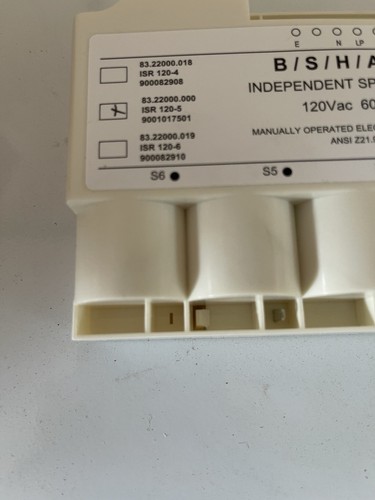 E N LP
B / S / H / A
INDEPENDENT SP
120Vac 60
MANUALLY OPERATED ELEC
ANSI Z21.
83.22000.018
ISR 120-4
900082908
83.22000.000
ISR 120-5
9001017501
83.22000.019
ISR 120-6
900082910
S6 S5